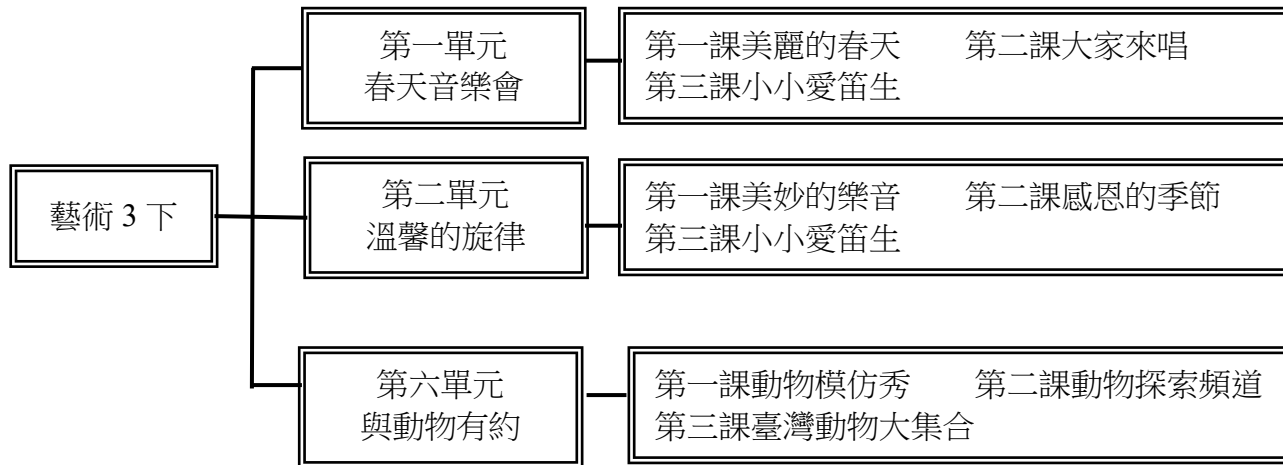 藝術 3 下
第一單元
春天音樂會
第一課美麗的春天 第二課大家來唱
第三課小小愛笛生
第二單元
溫馨的旋律
第一課美妙的樂音 第二課感恩的季節
第三課小小愛笛生
第六單元
與動物有約
第一課動物模仿秀 第二課動物探索頻道
第三課臺灣動物大集合